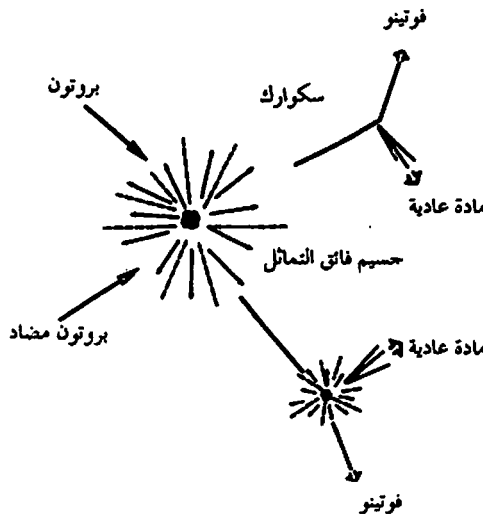 فوتينو
سكوارك
بروتون
مادة عادية
جسيم فائق التماثل
بروتون مضاد
مادة عادية
فوتينو